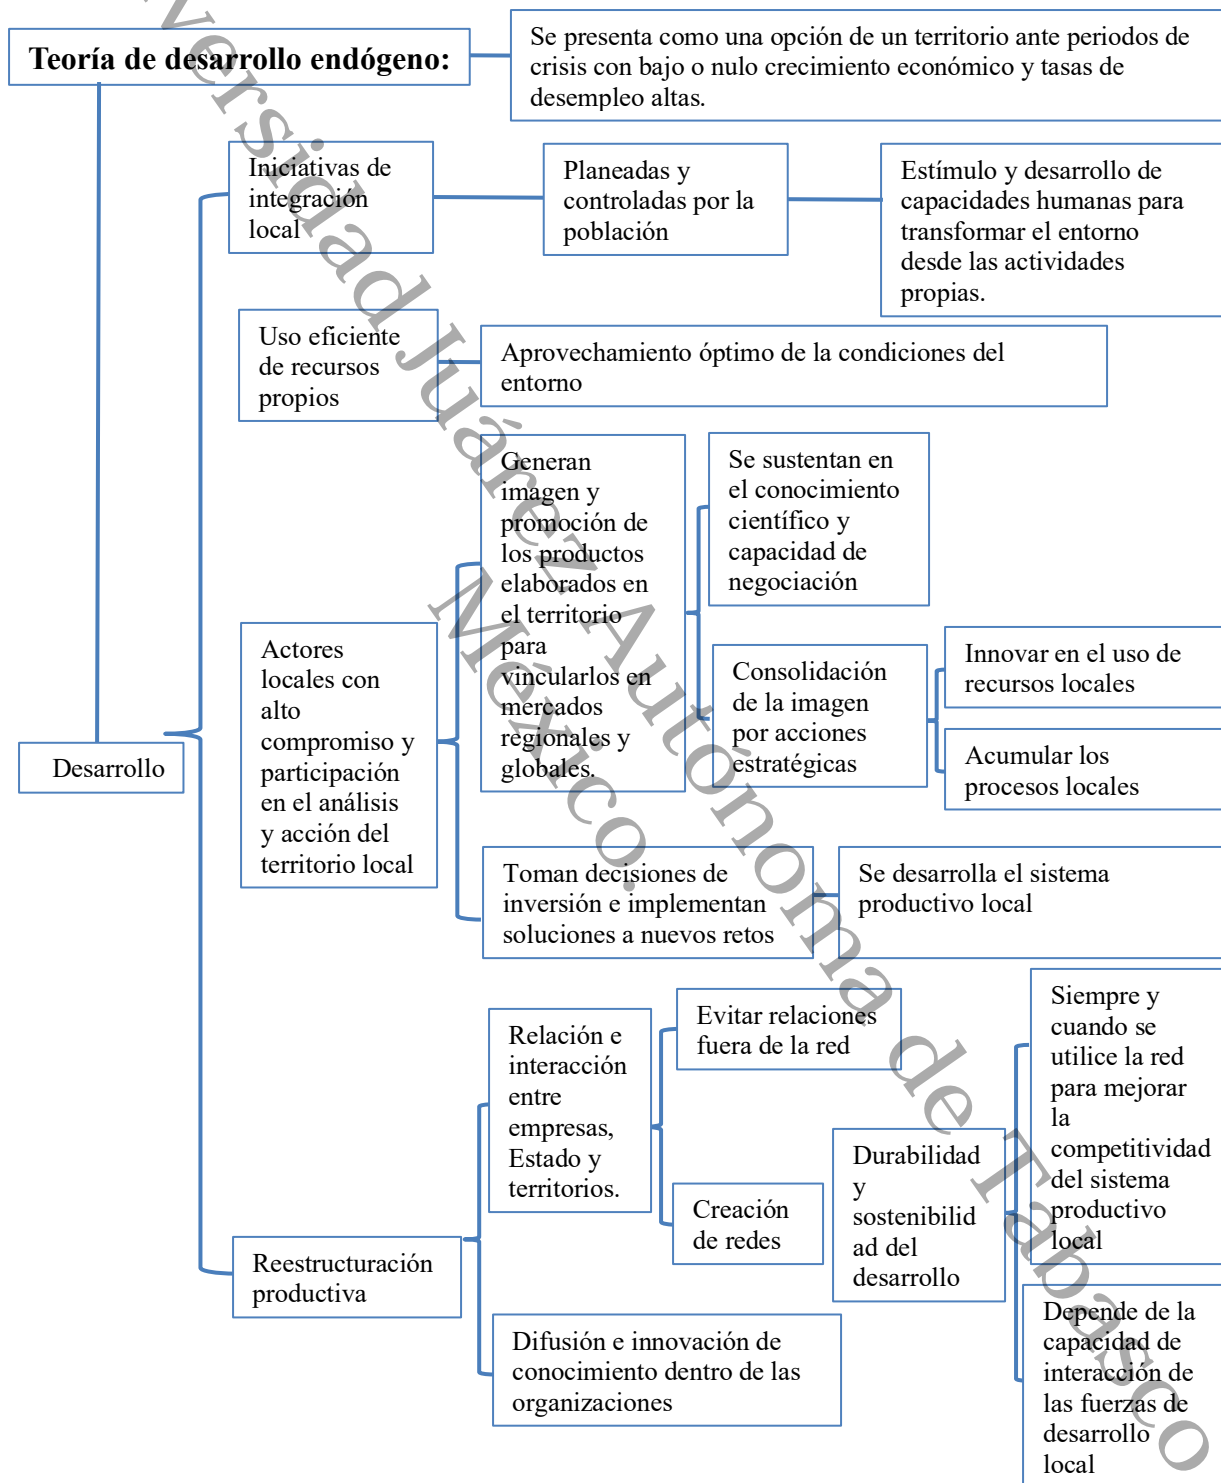 Teoría de desarrollo endógeno:
Se presenta como una opción de un territorio ante periodos de
crisis con bajo o nulo crecimiento económico y tasas de
desempleo altas.
Iniciativas de
integración
local
Planeadas y
controladas por la
población
Estímulo y desarrollo de
capacidades humanas para
transformar el entorno
desde las actividades
propias.
Uso eficiente
de recursos
propios
Aprovechamiento óptimo de la condiciones del
entorno
Desarrollo
Actores
locales con
alto
compromiso y
participación
en el análisis
y acción del
territorio local
Generan
imagen y
promoción de
los productos
elaborados en
el territorio
para
vincularlos en
mercados
regionales y
globales.
Se sustentan en
el conocimiento
científico y
capacidad de
negociación
Consolidación
de la imagen
por acciones
estratégicas
Innovar en el uso de
recursos locales
Acumular los
procesos locales
Toman decisiones de
inversión e implementan
soluciones a nuevos retos
Se desarrolla el sistema
productivo local
Reestructuración
productiva
Relación e
interacción
entre
empresas,
Estado y
territorios.
Evitar relaciones
fuera de la red
Creación
de redes
Durabilidad
y
sostenibilid
ad del
desarrollo
Siempre y
cuando se
utilice la red
para mejorar
la
competitividad
del sistema
productivo
local
Depende de la
capacidad de
interacción de
las fuerzas de
desarrollo
local
Difusión e innovación de
conocimiento dentro de las
organizaciones
versidad Juárez Autónoma de Tabasco
México.